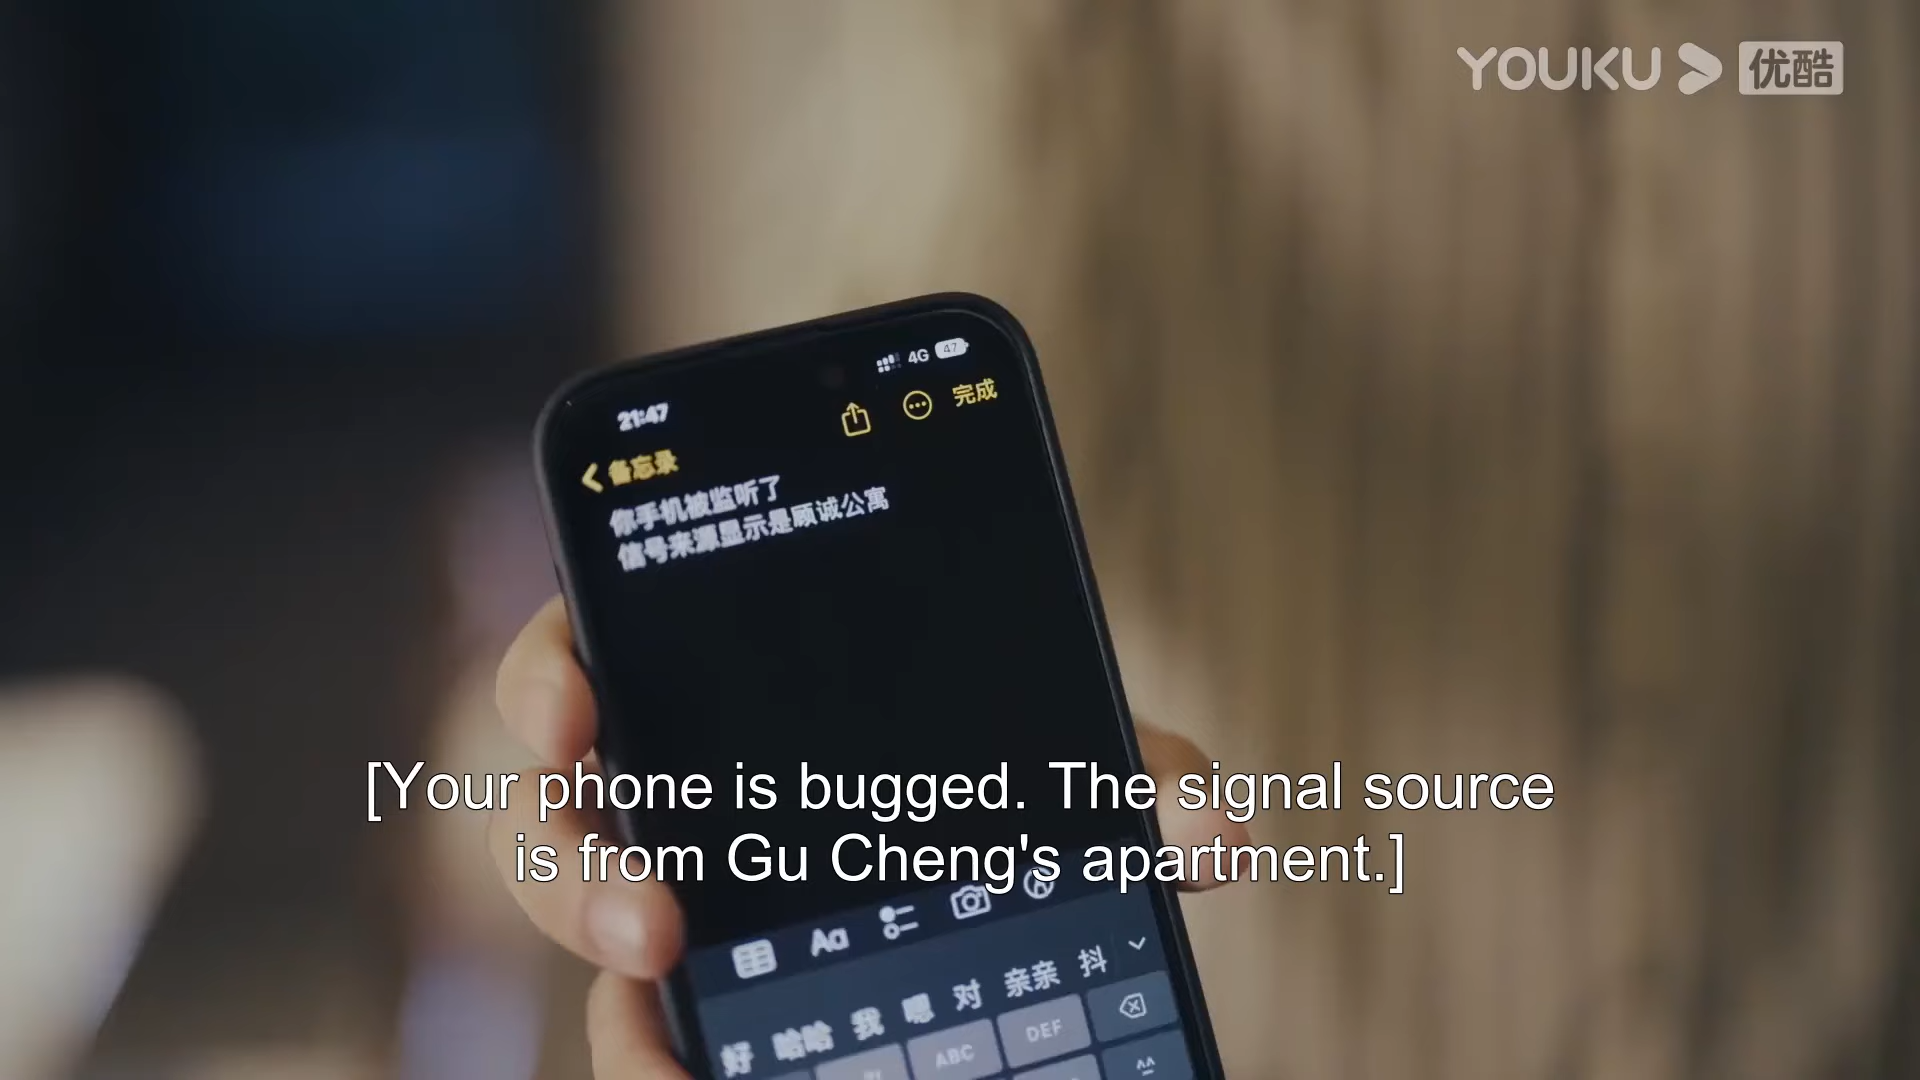 YOUKU 优酷
4G 47
21:47
完成
备忘录
你手机被监听了
信号来源显示是顾诚公寓
[Your phone is bugged. The signal source
is from Gu Cheng's apartment.]
Aa
好 哈哈 我 嗯 对 亲亲 抖
ABC DEF
^^